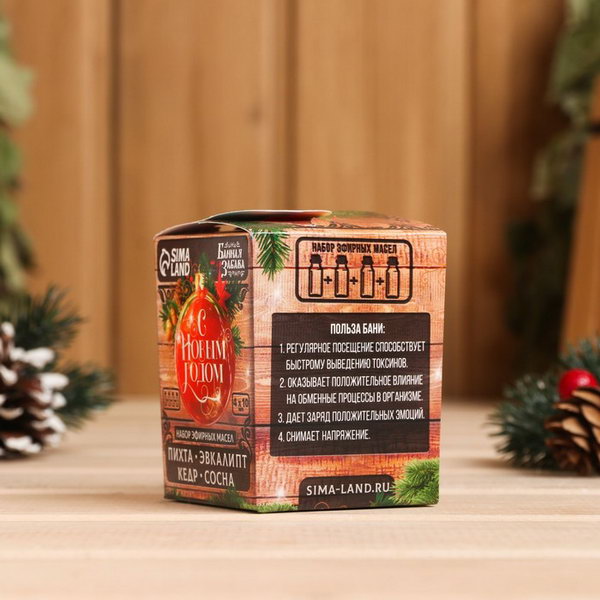 SIMA
LAND
БАННАЯ
ЗАБАВА
С
НОВЫМ
ГОДОМ
НАБОР ЭФИРНЫХ МАСЕЛ
ПИХТА • ЭВКАЛИПТ
КЕДР • СОСНА
НАБОР ЭФИРНЫХ МАСЕЛ
+ + +
ПОЛЬЗА БАНИ:
1. РЕГУЛЯРНОЕ ПОСЕЩЕНИЕ СПОСОБСТВУЕТ
БЫСТРОМУ ВЫВЕДЕНИЮ ТОКСИНОВ.
2. ОКАЗЫВАЕТ ПОЛОЖИТЕЛЬНОЕ ВЛИЯНИЕ
НА ОБМЕННЫЕ ПРОЦЕССЫ В ОРГАНИЗМЕ.
3. ДАЕТ ЗАРЯД ПОЛОЖИТЕЛЬНЫХ ЭМОЦИЙ.
4. СНИМАЕТ НАПРЯЖЕНИЕ.
SIMA-LAND.RU